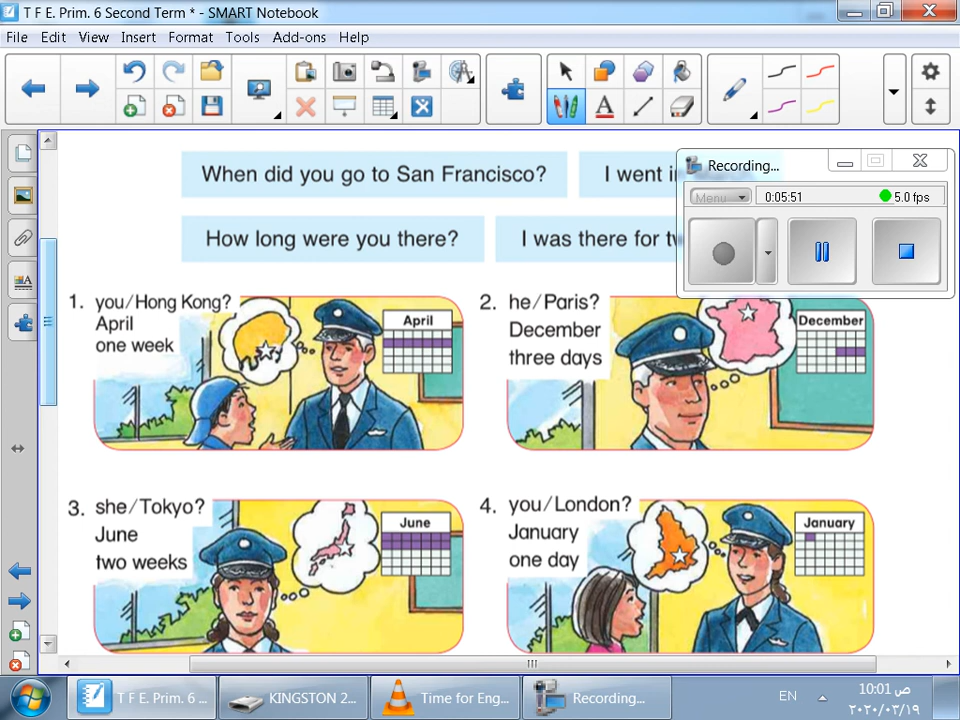 T F E. Prim. 6 Second Term * - SMART Notebook
File Edit View Insert Format Tools Add-ons Help
When did you go to San Francisco?
I went in
Recording...
Menu 0:05:51 5.0 fps
How long were you there?
I was there for tw
1. you/Hong Kong?
April
one week
April
2. he/Paris?
December
three days
December
3. she/Tokyo?
June
two weeks
June
4. you/London?
January
one day
January
T F E. Prim. 6 ...
KINGSTON 2...
Time for Eng...
Recording...
EN
10:01 ص
٢٠٢٠/٠٣/١٩